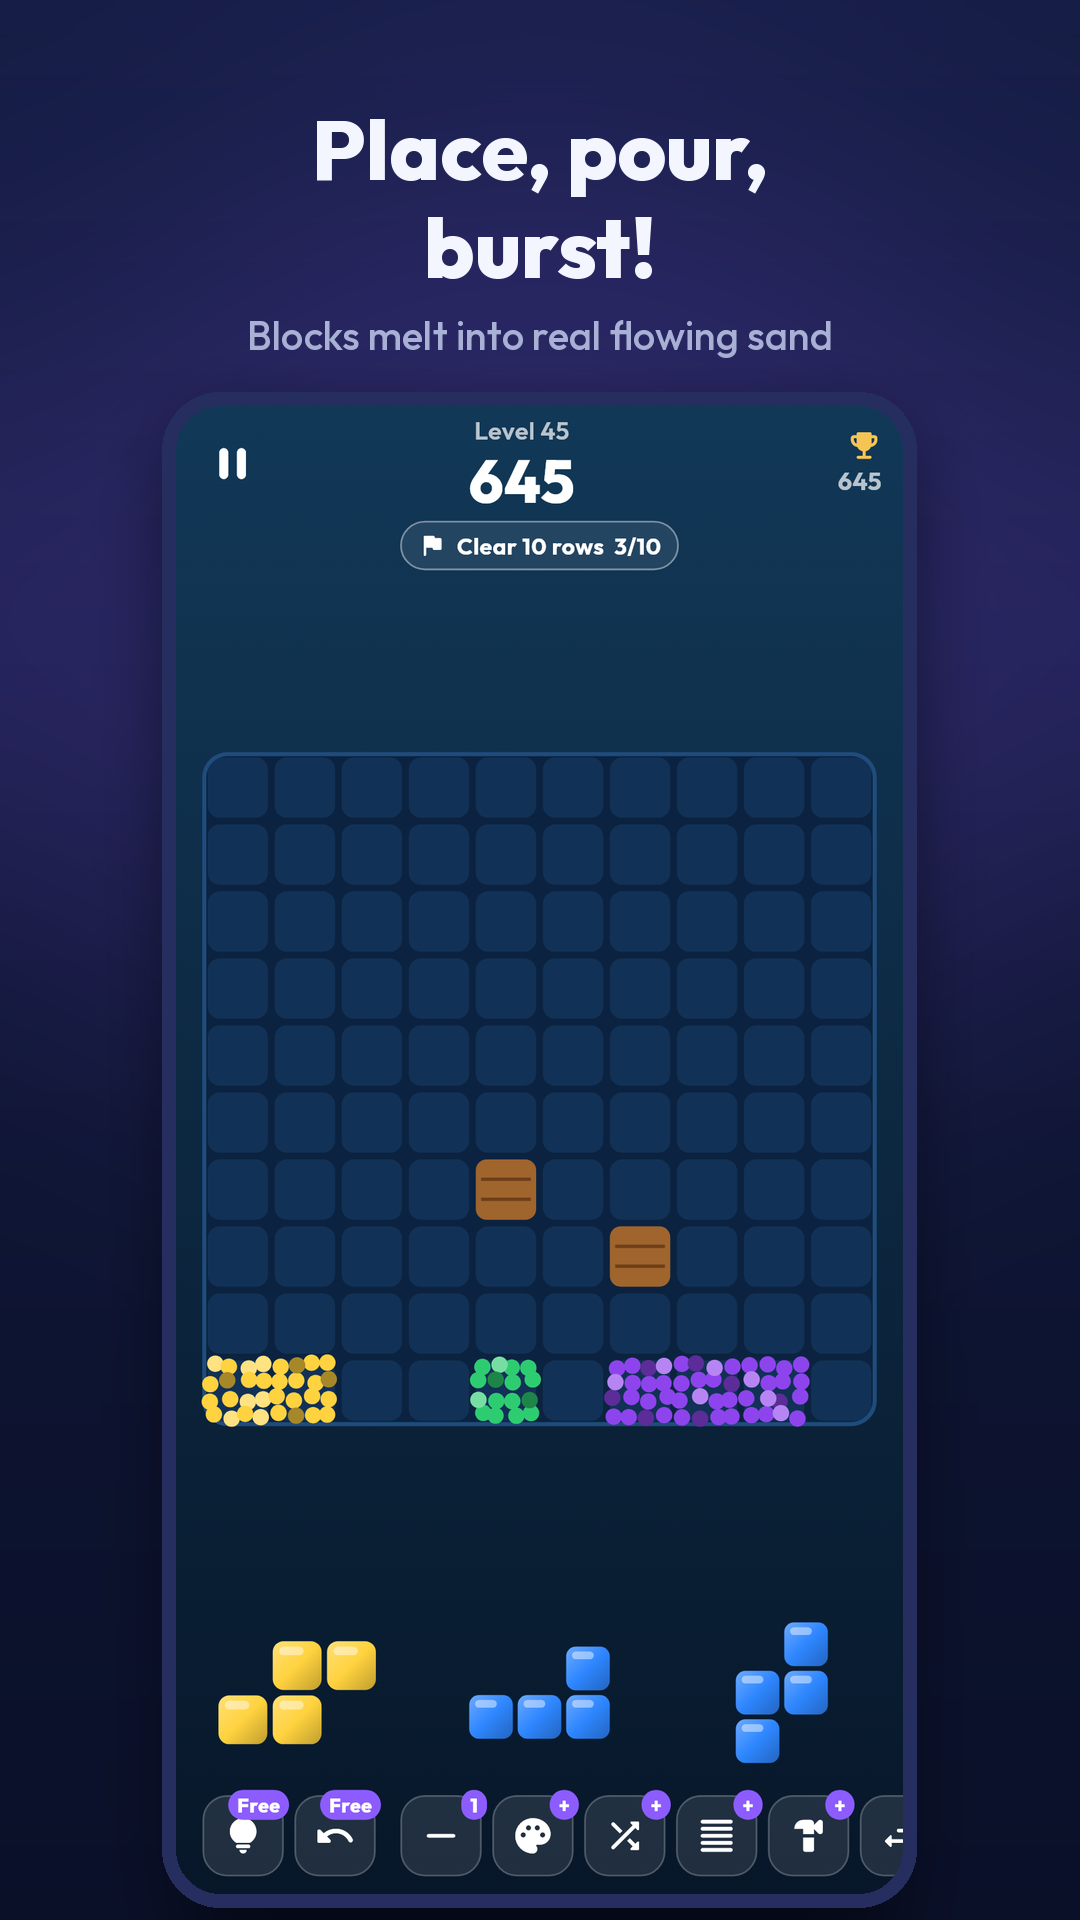 Place, pour,
burst!
Blocks melt into real flowing sand
Level 45
645
645
Clear 10 rows 3/10
Free
Free
1
+
+
+
+